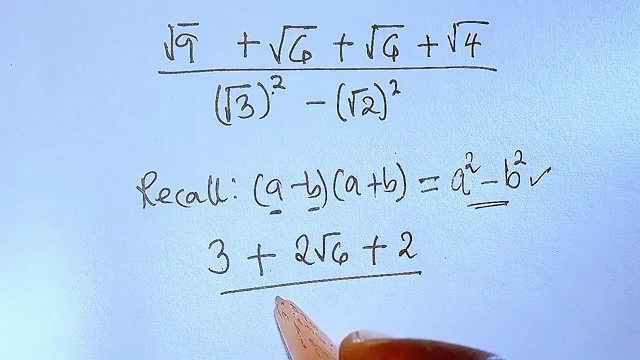 √9 + √6 + √6 + √4
(√3)² - (√2)²
Recall: (a - b)(a + b) = a² - b² ✓
3 + 2√6 + 2